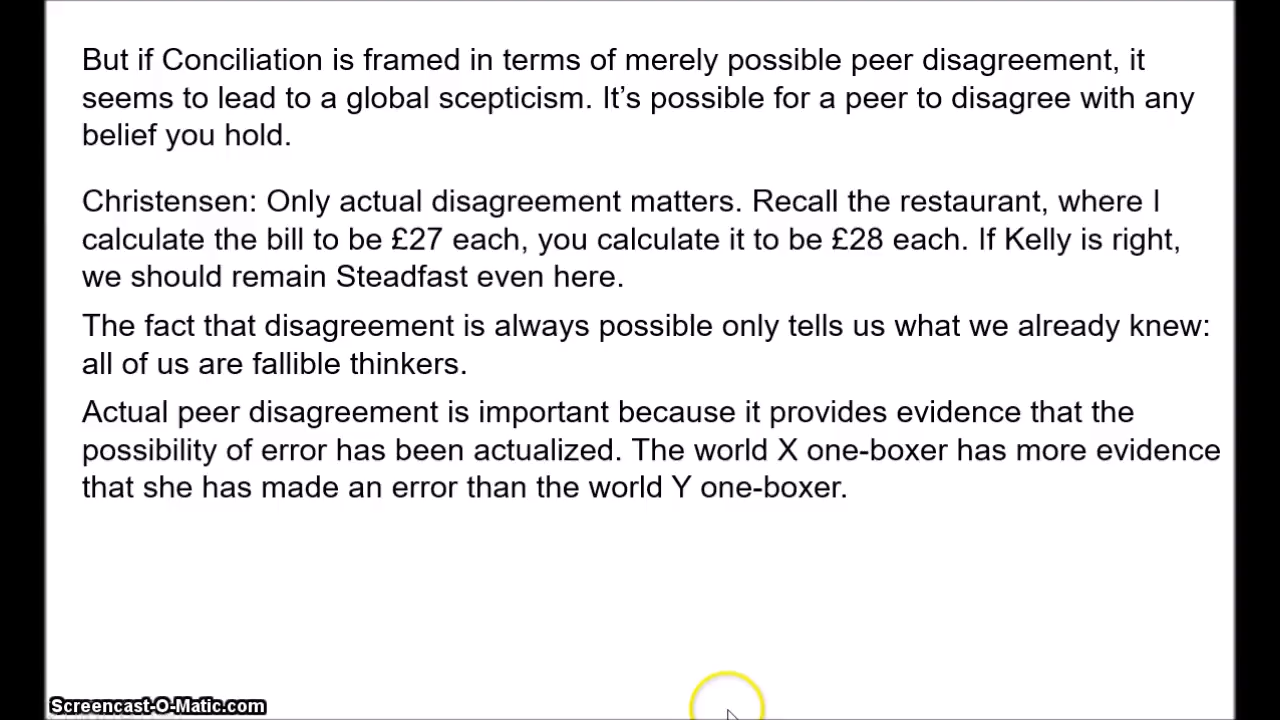 But if Conciliation is framed in terms of merely possible peer disagreement, it
seems to lead to a global scepticism. It's possible for a peer to disagree with any
belief you hold.
Christensen: Only actual disagreement matters. Recall the restaurant, where I
calculate the bill to be £27 each, you calculate it to be £28 each. If Kelly is right,
we should remain Steadfast even here.
The fact that disagreement is always possible only tells us what we already knew:
all of us are fallible thinkers.
Actual peer disagreement is important because it provides evidence that the
possibility of error has been actualized. The world X one-boxer has more evidence
that she has made an error than the world Y one-boxer.
Screencast-O-Matic.com